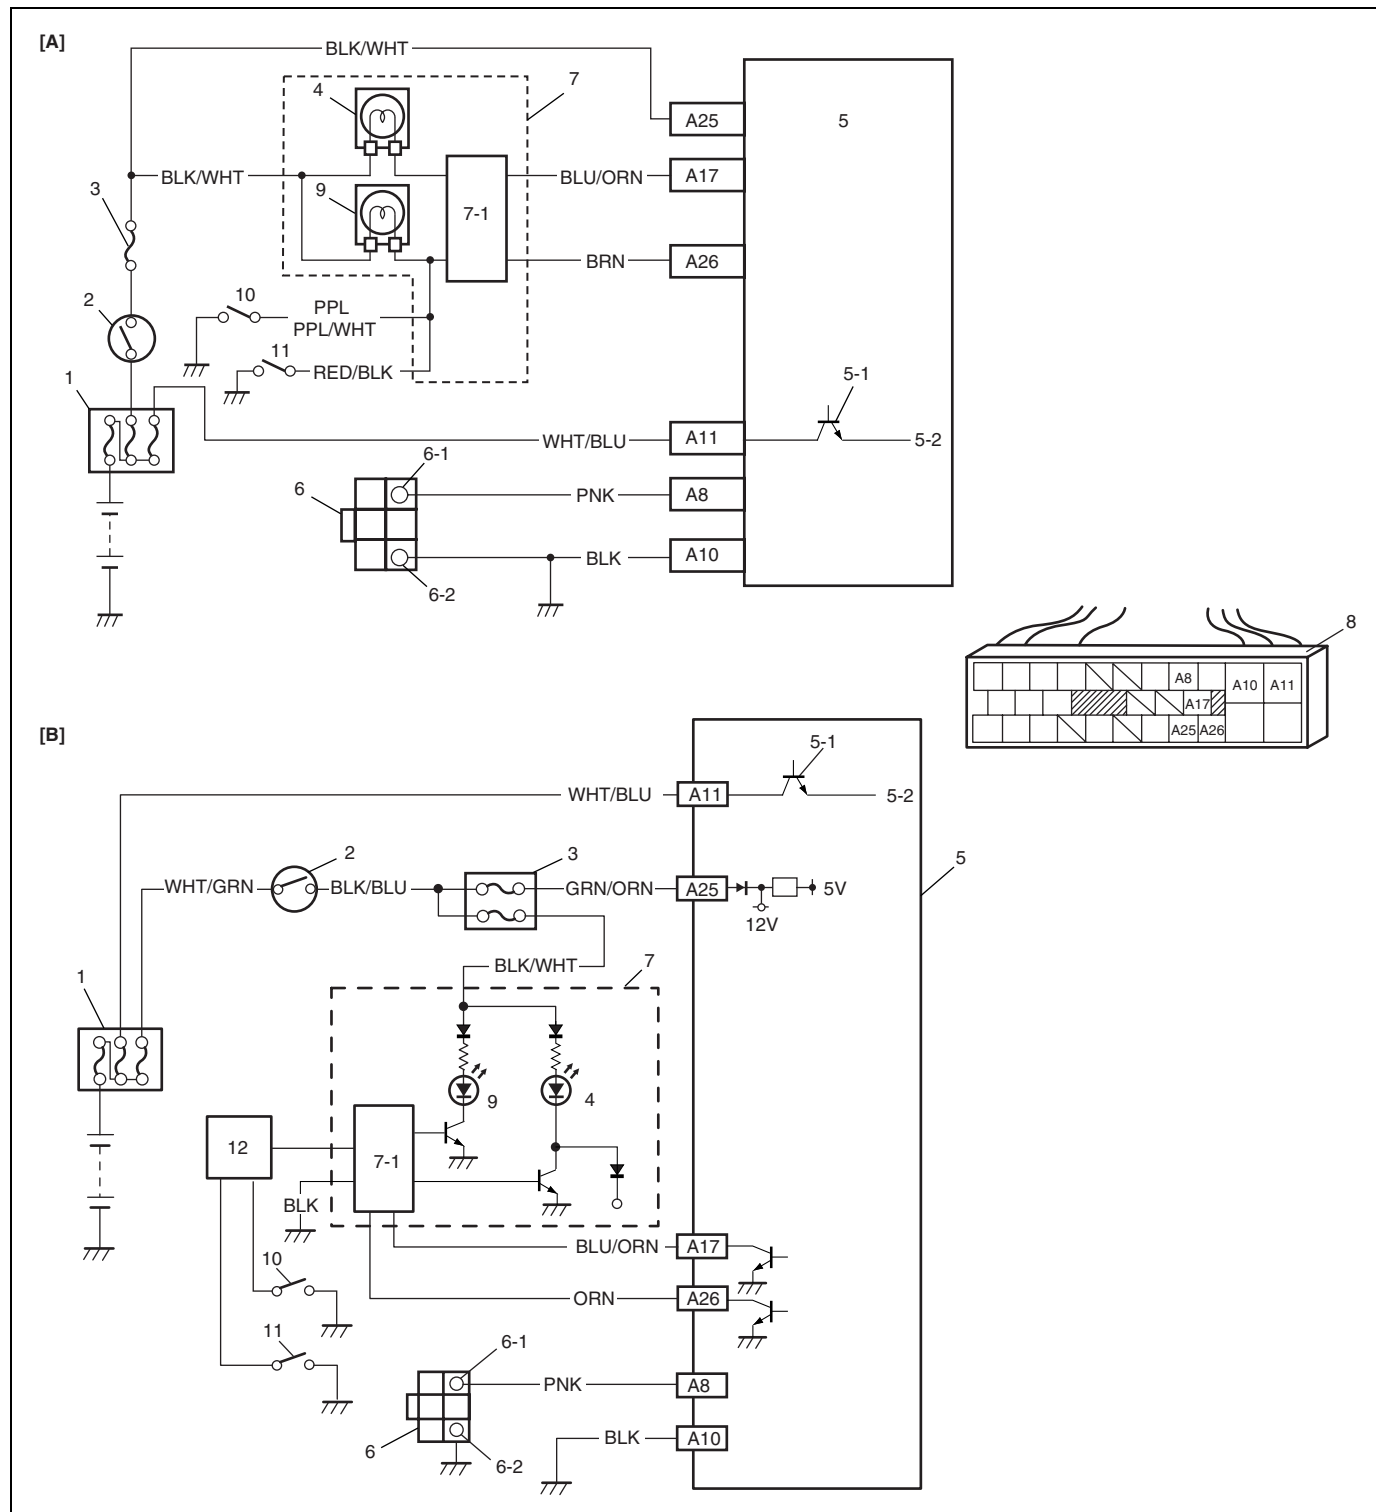 [A]
BLK/WHT
4
7
A25
5
BLK/WHT
BLU/ORN
A17
3
9
7-1
BRN
A26
2
10
PPL
PPL/WHT
11
RED/BLK
1
5-1
WHT/BLU
A11
5-2
6-1
6
PNK
A8
BLK
A10
6-2
8
A8
A10
A11
A17
A25
A26
[B]
5-1
WHT/BLU
A11
5-2
2
3
5
WHT/GRN
BLK/BLU
GRN/ORN
A25
5V
12V
BLK/WHT
7
1
9
4
12
7-1
BLK
BLU/ORN
A17
10
ORN
A26
11
6-1
PNK
A8
6
BLK
A10
6-2